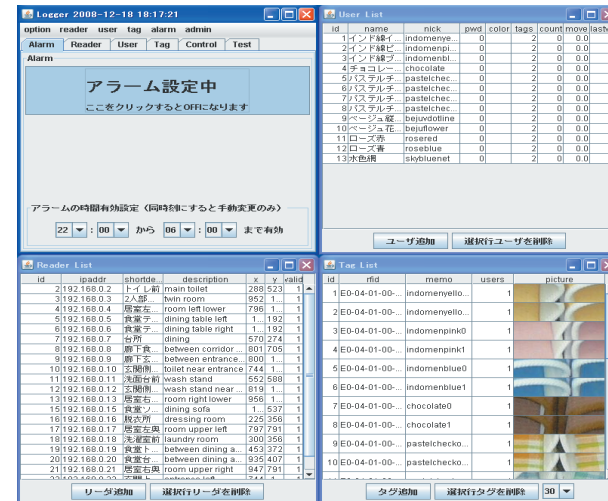 Logger 2008-12-18 18:17:21
option reader user tag alarm admin
Alarm Reader User Tag Control Test
Alarm
アラーム設定中
ここをクリックするとOFFになります
アラームの時間有効設定（同時刻にすると手動変更のみ）
22 : 00 から 06 : 00 まで有効
User List
id name nick pwd color tags count move lastv
1 インド綿イ... indomenye... 0 2 0 0.0
2 インド綿ピ... indomenpi... 0 2 0 0.0
3 インド綿ブ... indomenbl... 0 2 0 0.0
4 チョコレー... chocolate 0 2 0 0.0
5 パステルチ... pastelchec... 0 2 0 0.0
6 パステルチ... pastelchec... 0 2 0 0.0
7 パステルチ... pastelchec... 0 2 0 0.0
8 パステルチ... pastelchec... 0 2 0 0.0
9 ベージュ縦... bejuvdotline 0 2 0 0.0
10 ベージュ花... bejuflower 0 2 0 0.0
11 ローズ赤 rosered 0 2 0 0.0
12 ローズ青 roseblue 0 2 0 0.0
13 水色網 skybluenet 0 2 0 0.0
ユーザ追加 選択行ユーザを削除
Reader List
id ipaddr shortde... description x y valid
2 192.168.0.2 トイレ前 main toilet 288 523 1
3 192.168.0.3 2人部... twin room 952 1... 1
4 192.168.0.4 居室左... room left lower 796 1... 1
5 192.168.0.5 食堂テ... dining table left 1... 192 1
6 192.168.0.6 食堂テ... dining table right 1... 192 1
7 192.168.0.7 台所 dining 570 274 1
8 192.168.0.8 廊下食... between corridor ... 801 705 1
9 192.168.0.9 廊下玄... between entrance... 800 1... 1
10 192.168.0.10 玄関側... toilet near entrance 744 1... 1
11 192.168.0.11 洗面台前 wash stand 552 588 1
12 192.168.0.12 玄関側... wash stand near ... 819 1... 1
13 192.168.0.13 居室右... room right lower 956 1... 1
15 192.168.0.15 食堂ソ... dining sofa 1... 537 1
16 192.168.0.16 脱衣所 dressing room 225 356 1
17 192.168.0.17 居室左奥 room upper left 797 791 1
18 192.168.0.18 洗濯室前 laundry room 300 356 1
19 192.168.0.19 食堂ト... between dining a... 453 372 1
20 192.168.0.20 食堂台... between dining a... 935 407 1
21 192.168.0.21 居室右奥 room upper right 947 791 1
リーダ追加 選択行リーダを削除
Tag List
id rfid memo users picture
1 E0-04-01-00-... indomenyello... 1
2 E0-04-01-00-... indomenyello... 1
3 E0-04-01-00-... indomenpink0 1
4 E0-04-01-00-... indomenpink1 1
5 E0-04-01-00-... indomenblue0 1
6 E0-04-01-00-... indomenblue1 1
7 E0-04-01-00-... chocolate0 1
8 E0-04-01-00-... chocolate1 1
9 E0-04-01-00-... pastelchecko... 1
10 E0-04-01-00-... pastelchecko... 1
タグ追加 選択行タグを削除 30